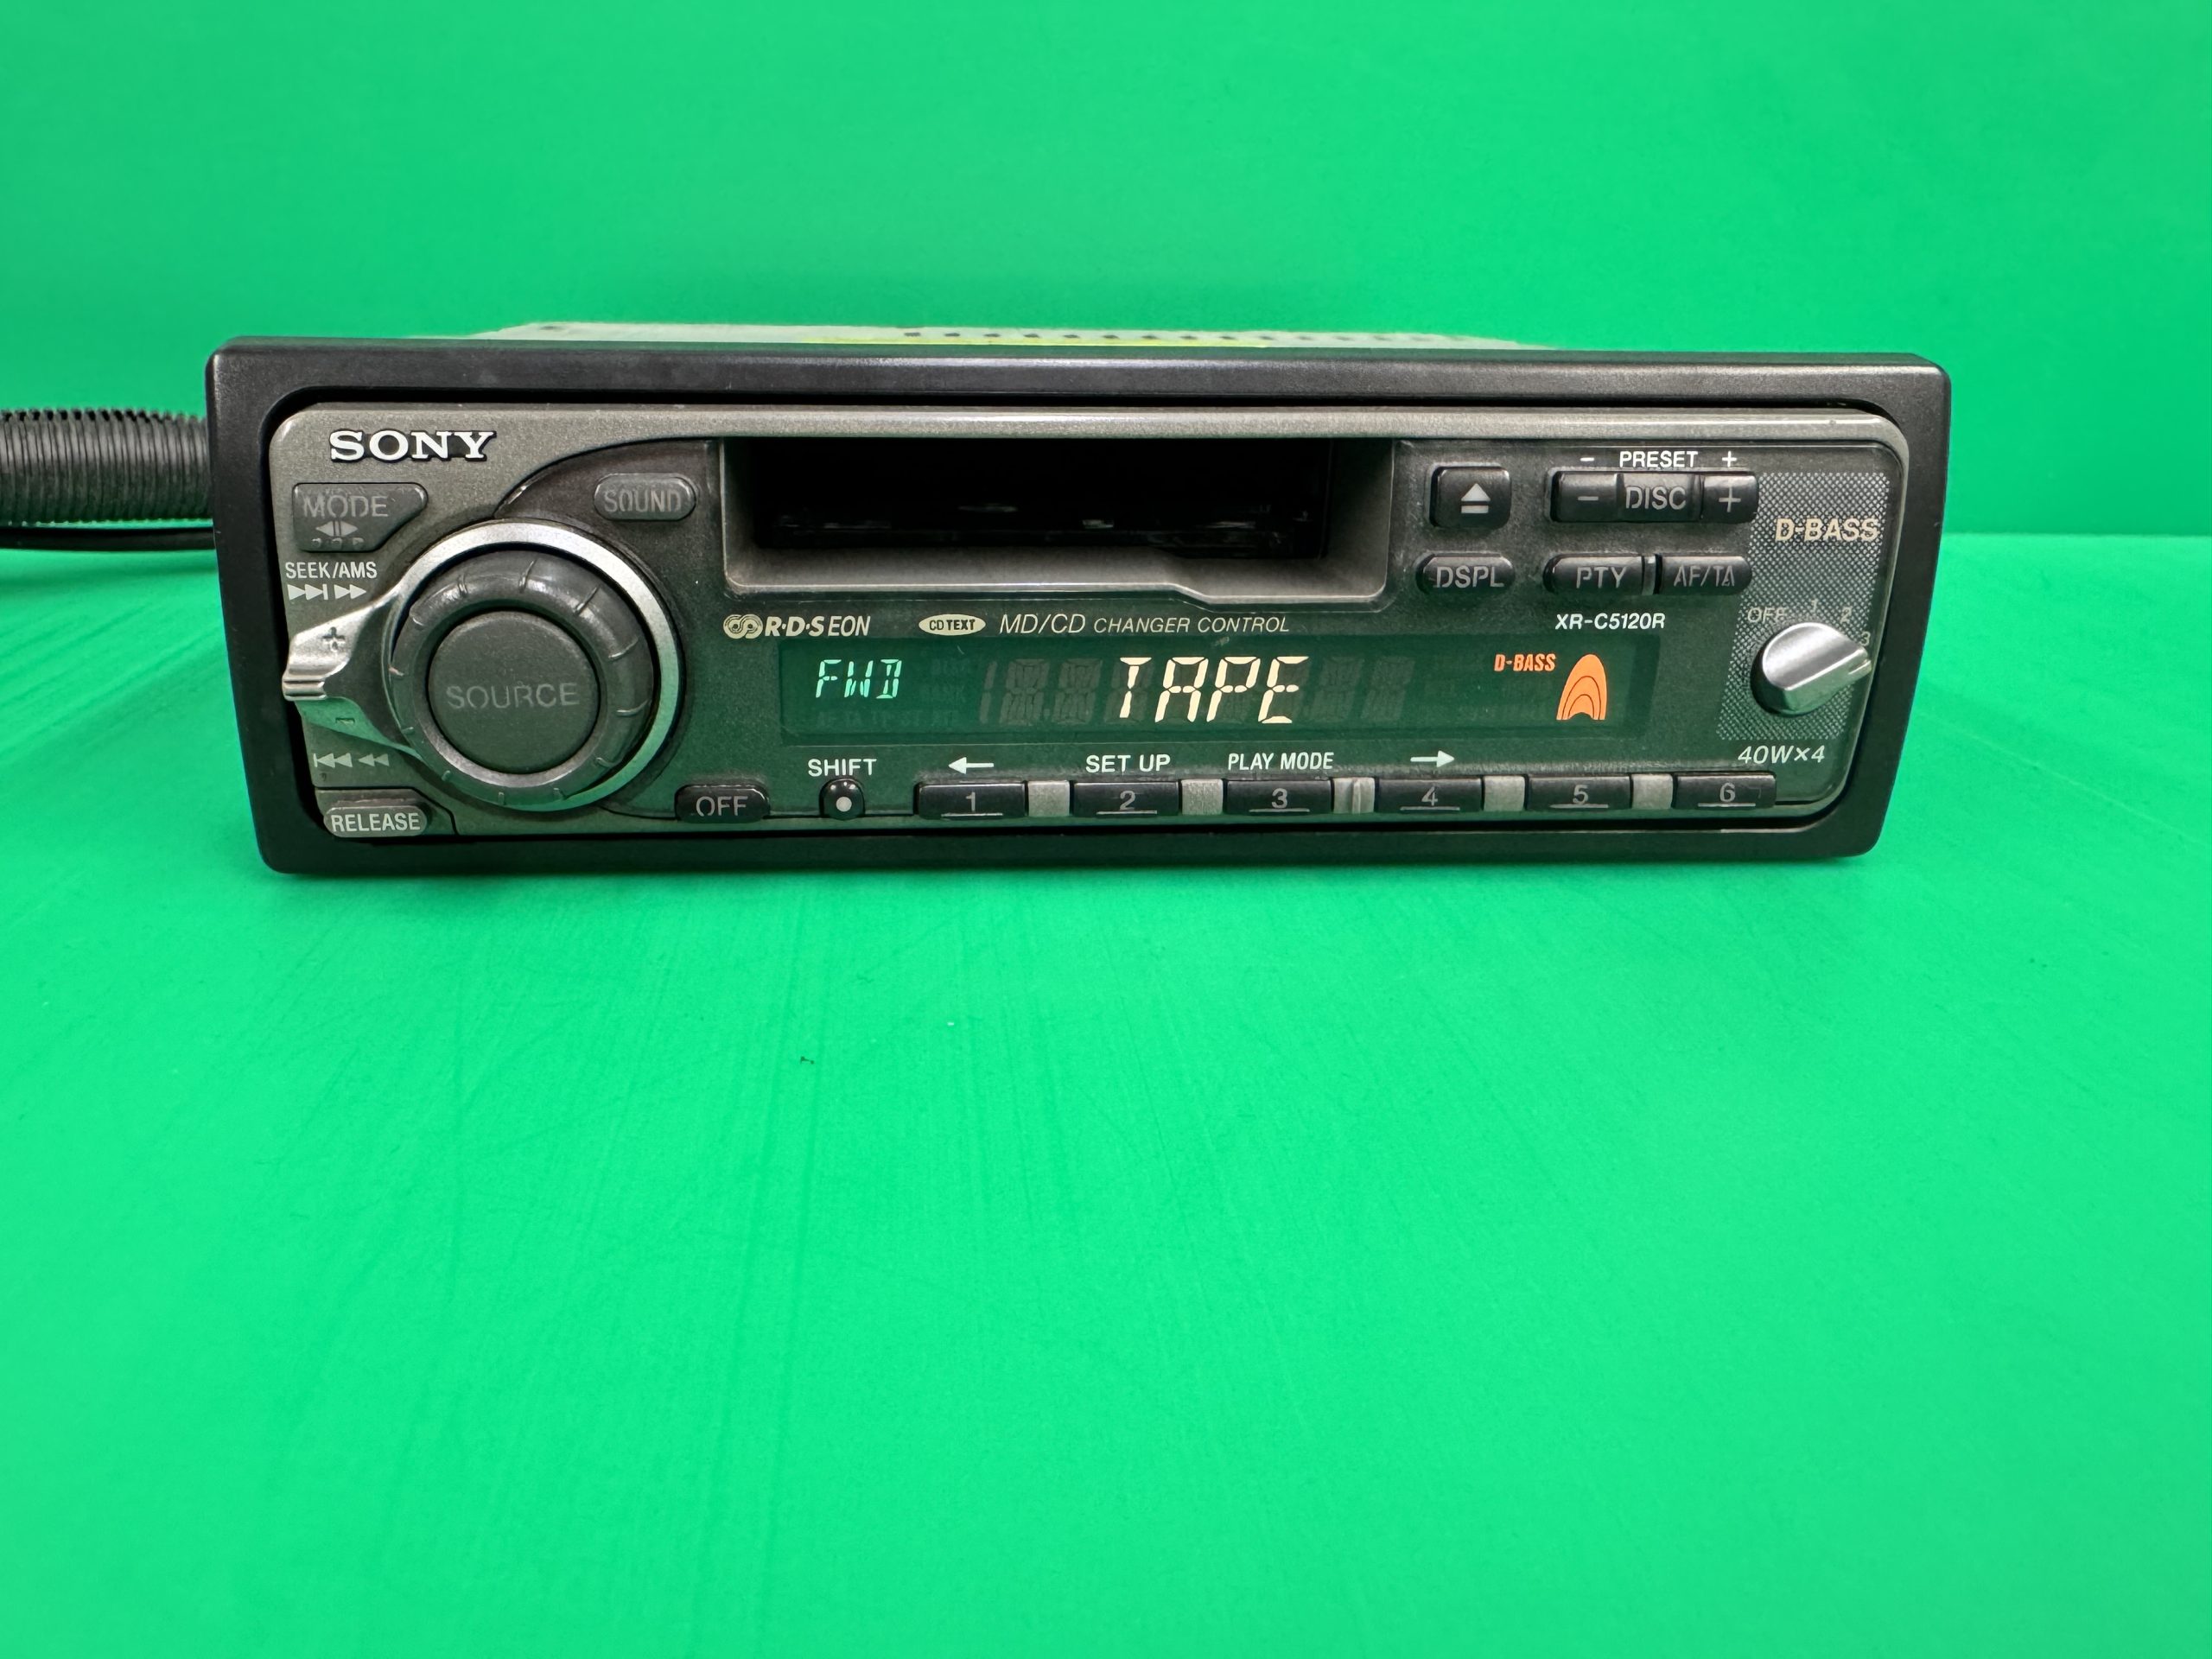 SONY
MODE
SOUND
SEEK/AMS
+
SOURCE
-
RELEASE
OFF
- PRESET +
- DISC +
DSPL
PTY
AF/TA
D-BASS
R·D·S EON
CD TEXT
MD/CD CHANGER CONTROL
XR-C5120R
OFF 1 2 3
FWD
TAPE
D-BASS
40W×4
SHIFT
SET UP
PLAY MODE
1
2
3
4
5
6